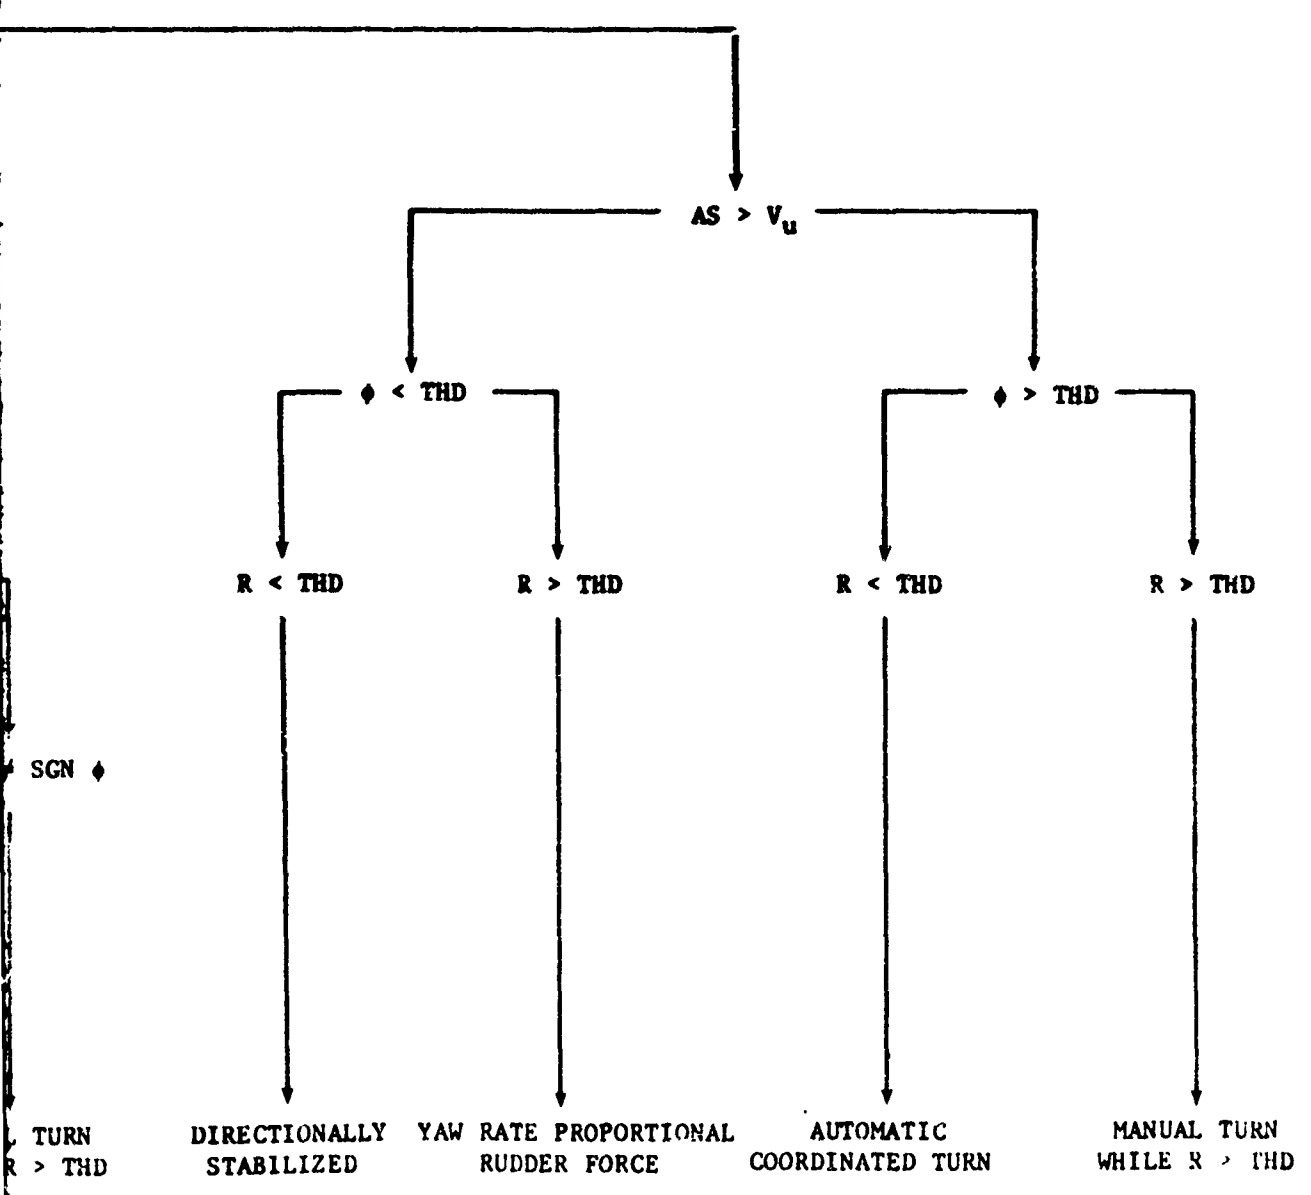 AS > Vu
ϕ < THD
ϕ > THD
R < THD
R > THD
R < THD
R > THD
SGN ϕ
TURN
R > THD
DIRECTIONALLY
STABILIZED
YAW RATE PROPORTIONAL
RUDDER FORCE
AUTOMATIC
COORDINATED TURN
MANUAL TURN
WHILE R > THD